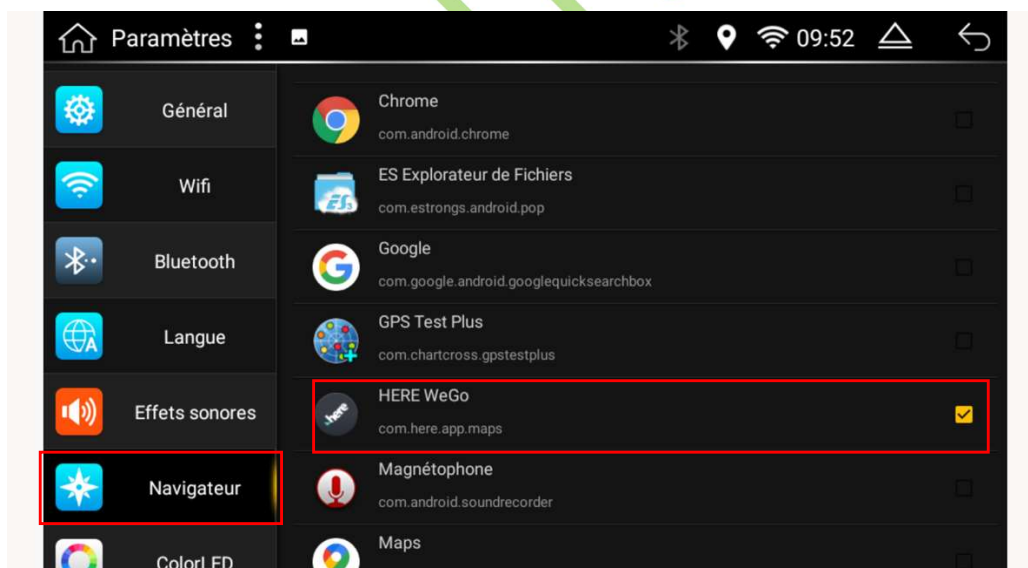 Paramètres
09:52
Général
Wifi
Bluetooth
Langue
Effets sonores
Navigateur
ColorLED
Chrome
com.android.chrome
ES Explorateur de Fichiers
com.estrongs.android.pop
Google
com.google.android.googlequicksearchbox
GPS Test Plus
com.chartcross.gpstestplus
HERE WeGo
com.here.app.maps
Magnétophone
com.android.soundrecorder
Maps